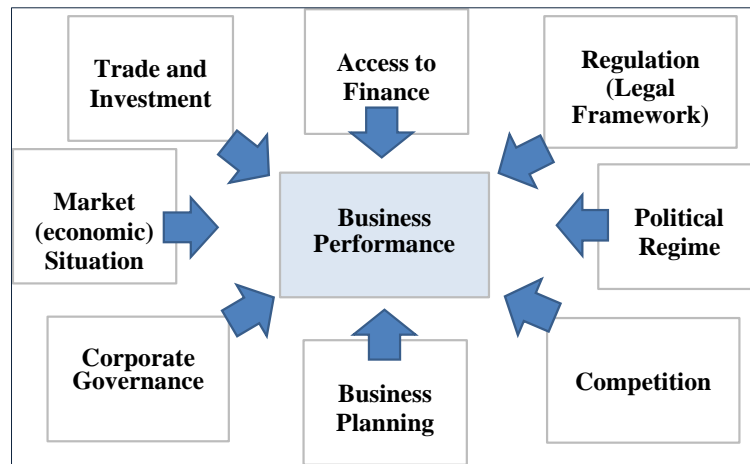 Trade and
Investment
Access to
Finance
Regulation
(Legal
Framework)
Market
(economic)
Situation
Business
Performance
Political
Regime
Corporate
Governance
Business
Planning
Competition